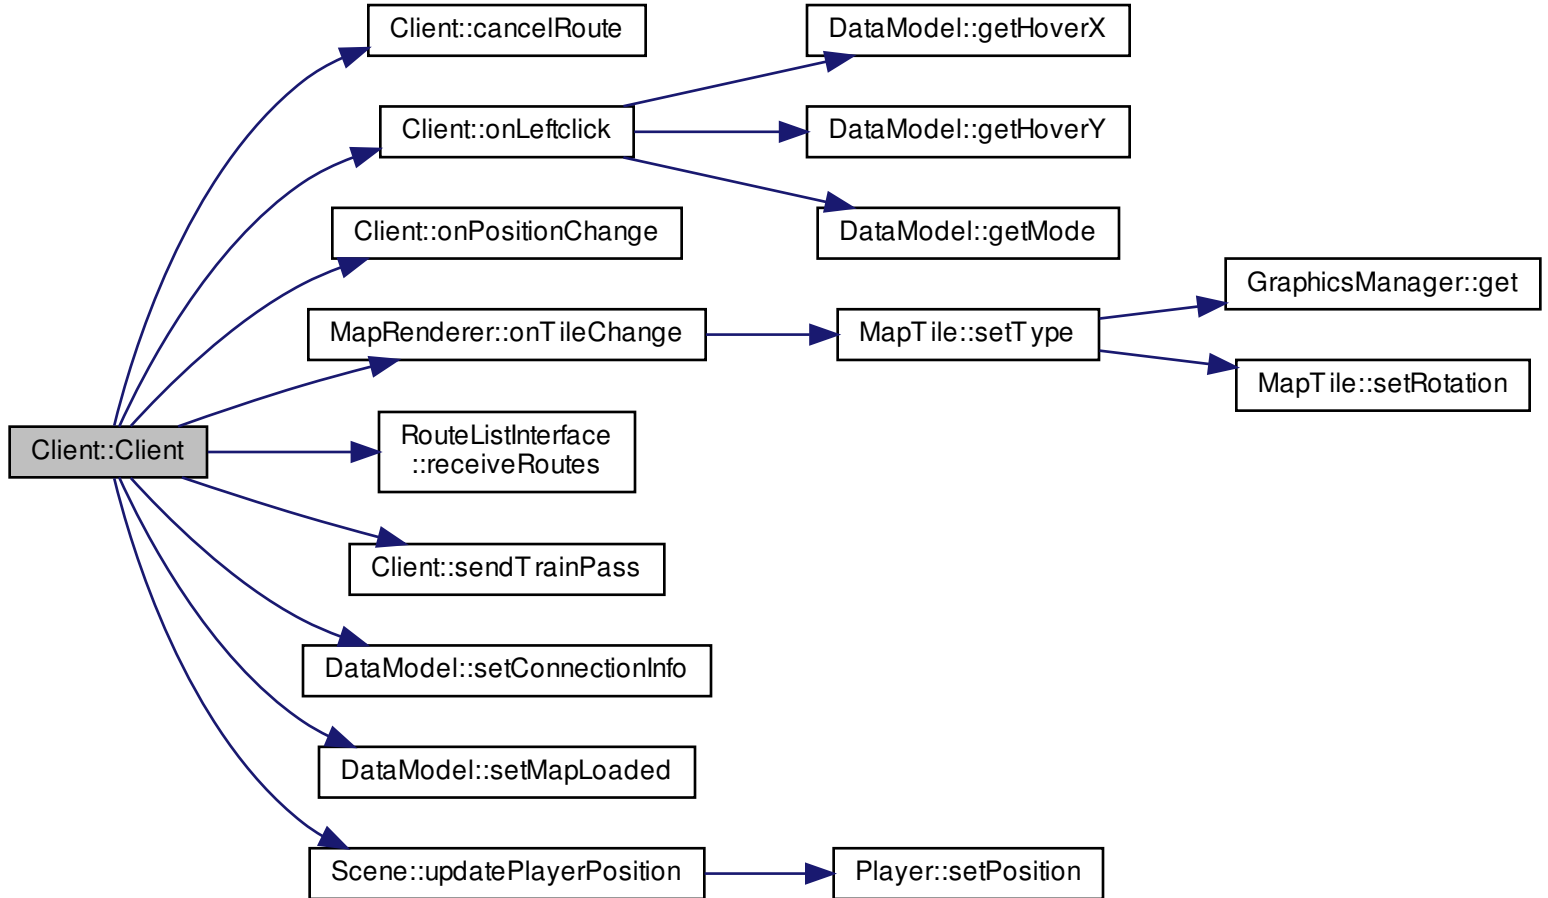 Client::cancelRoute
DataModel::getHoverX
Client::onLeftclick
DataModel::getHoverY
Client::onPositionChange
DataModel::getMode
GraphicsManager::get
MapRenderer::onTileChange
MapTile::setType
MapTile::setRotation
Client::Client
RouteListInterface
::receiveRoutes
Client::sendTrainPass
DataModel::setConnectionInfo
DataModel::setMapLoaded
Scene::updatePlayerPosition
Player::setPosition